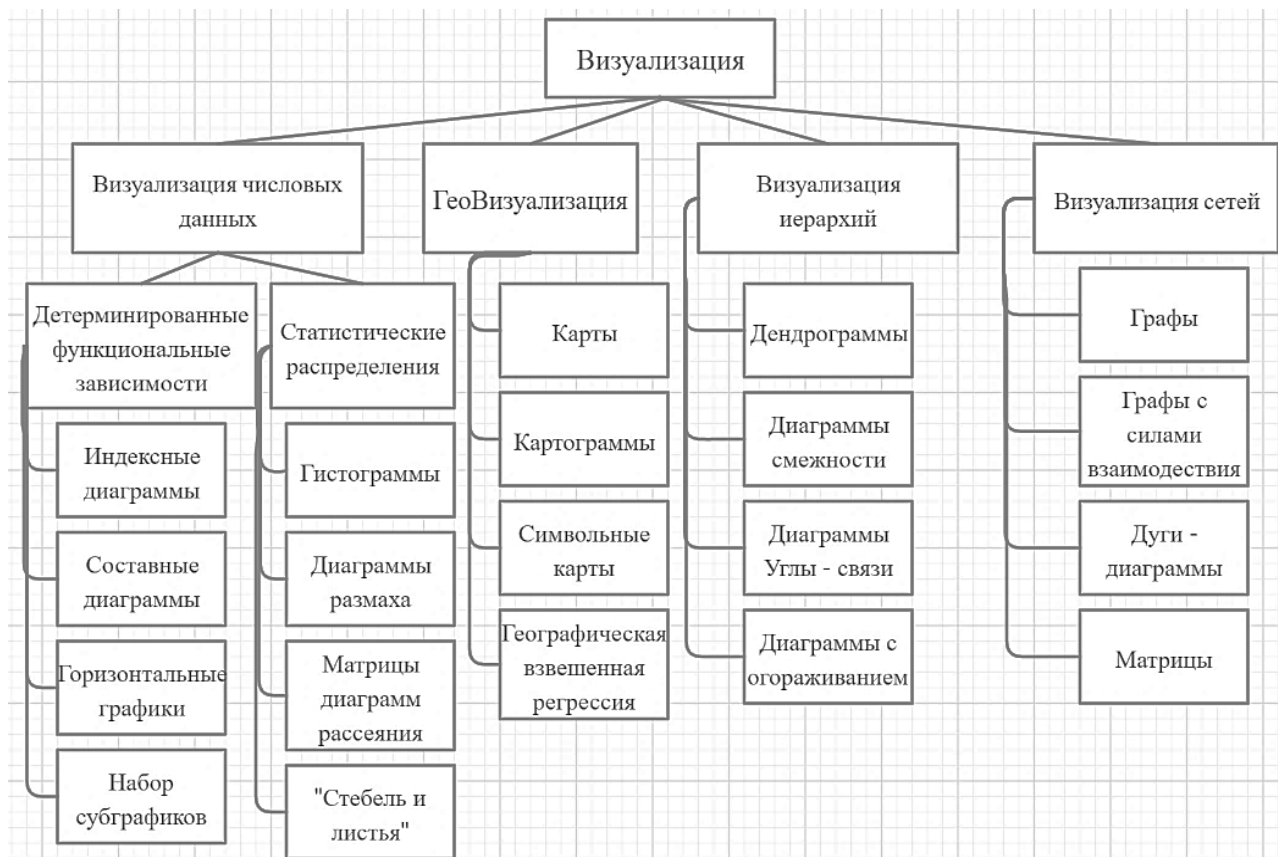 Визуализация
Визуализация числовых
данных
ГеоВизуализация
Визуализация
иерархий
Визуализация сетей
Детерминированные
функциональные
зависимости
Индексные
диаграммы
Составные
диаграммы
Горизонтальные
графики
Набор
субграфиков
Статистические
распределения
Гистограммы
Диаграммы
размаха
Матрицы
диаграмм
рассеяния
"Стебель и
листья"
Карты
Картограммы
Символьные
карты
Географическая
взвешенная
регрессия
Дендрограммы
Диаграммы
смежности
Диаграммы
Углы - связи
Диаграммы с
огораживанием
Графы
Графы с
силами
взаимодествия
Дуги -
диаграммы
Матрицы